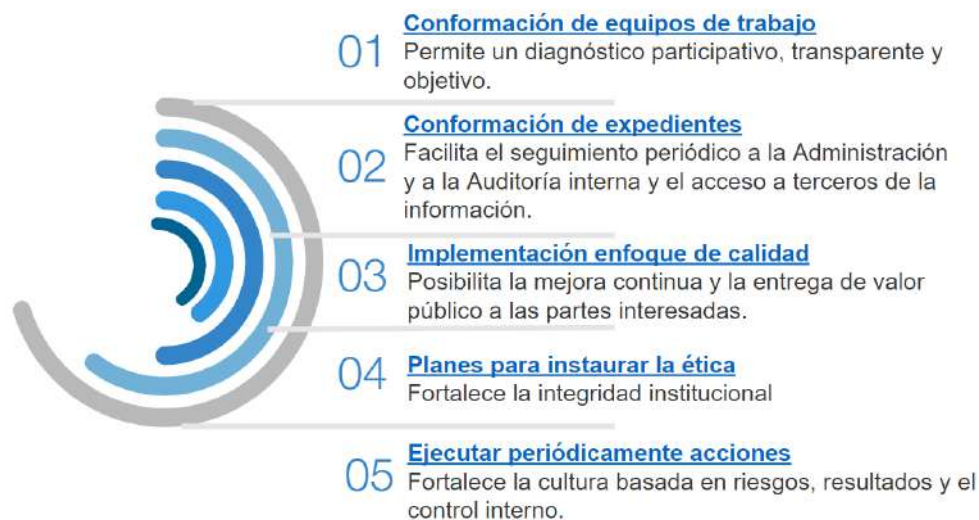 01
Conformación de equipos de trabajo
Permite un diagnóstico participativo, transparente y
objetivo.
02
Conformación de expedientes
Facilita el seguimiento periódico a la Administración
y a la Auditoría interna y el acceso a terceros de la
información.
03
Implementación enfoque de calidad
Posibilita la mejora continua y la entrega de valor
público a las partes interesadas.
04
Planes para instaurar la ética
Fortalece la integridad institucional
05
Ejecutar periódicamente acciones
Fortalece la cultura basada en riesgos, resultados y el
control interno.